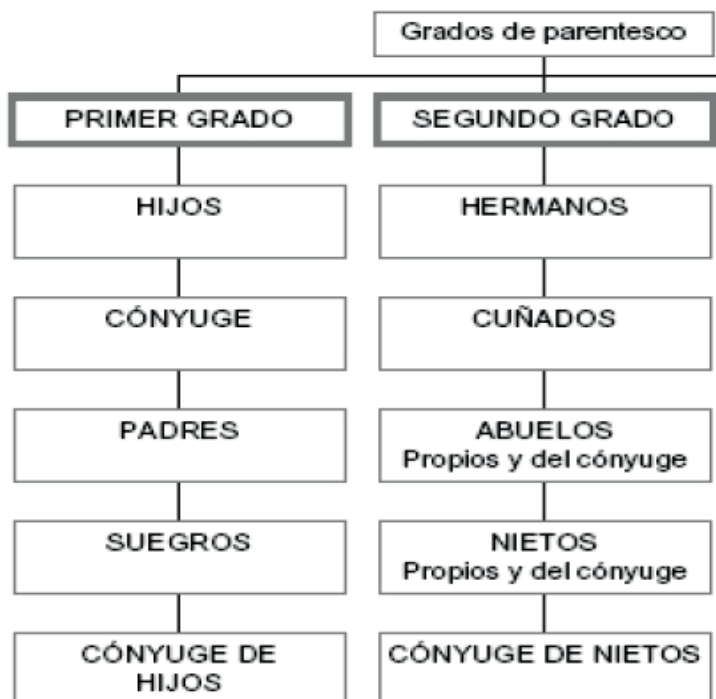 Grados de parentesco
PRIMER GRADO
HIJOS
CÓNYUGE
PADRES
SUEGROS
CÓNYUGE DE
HIJOS
SEGUNDO GRADO
HERMANOS
CUÑADOS
ABUELOS
Propios y del cónyuge
NIETOS
Propios y del cónyuge
CÓNYUGE DE NIETOS